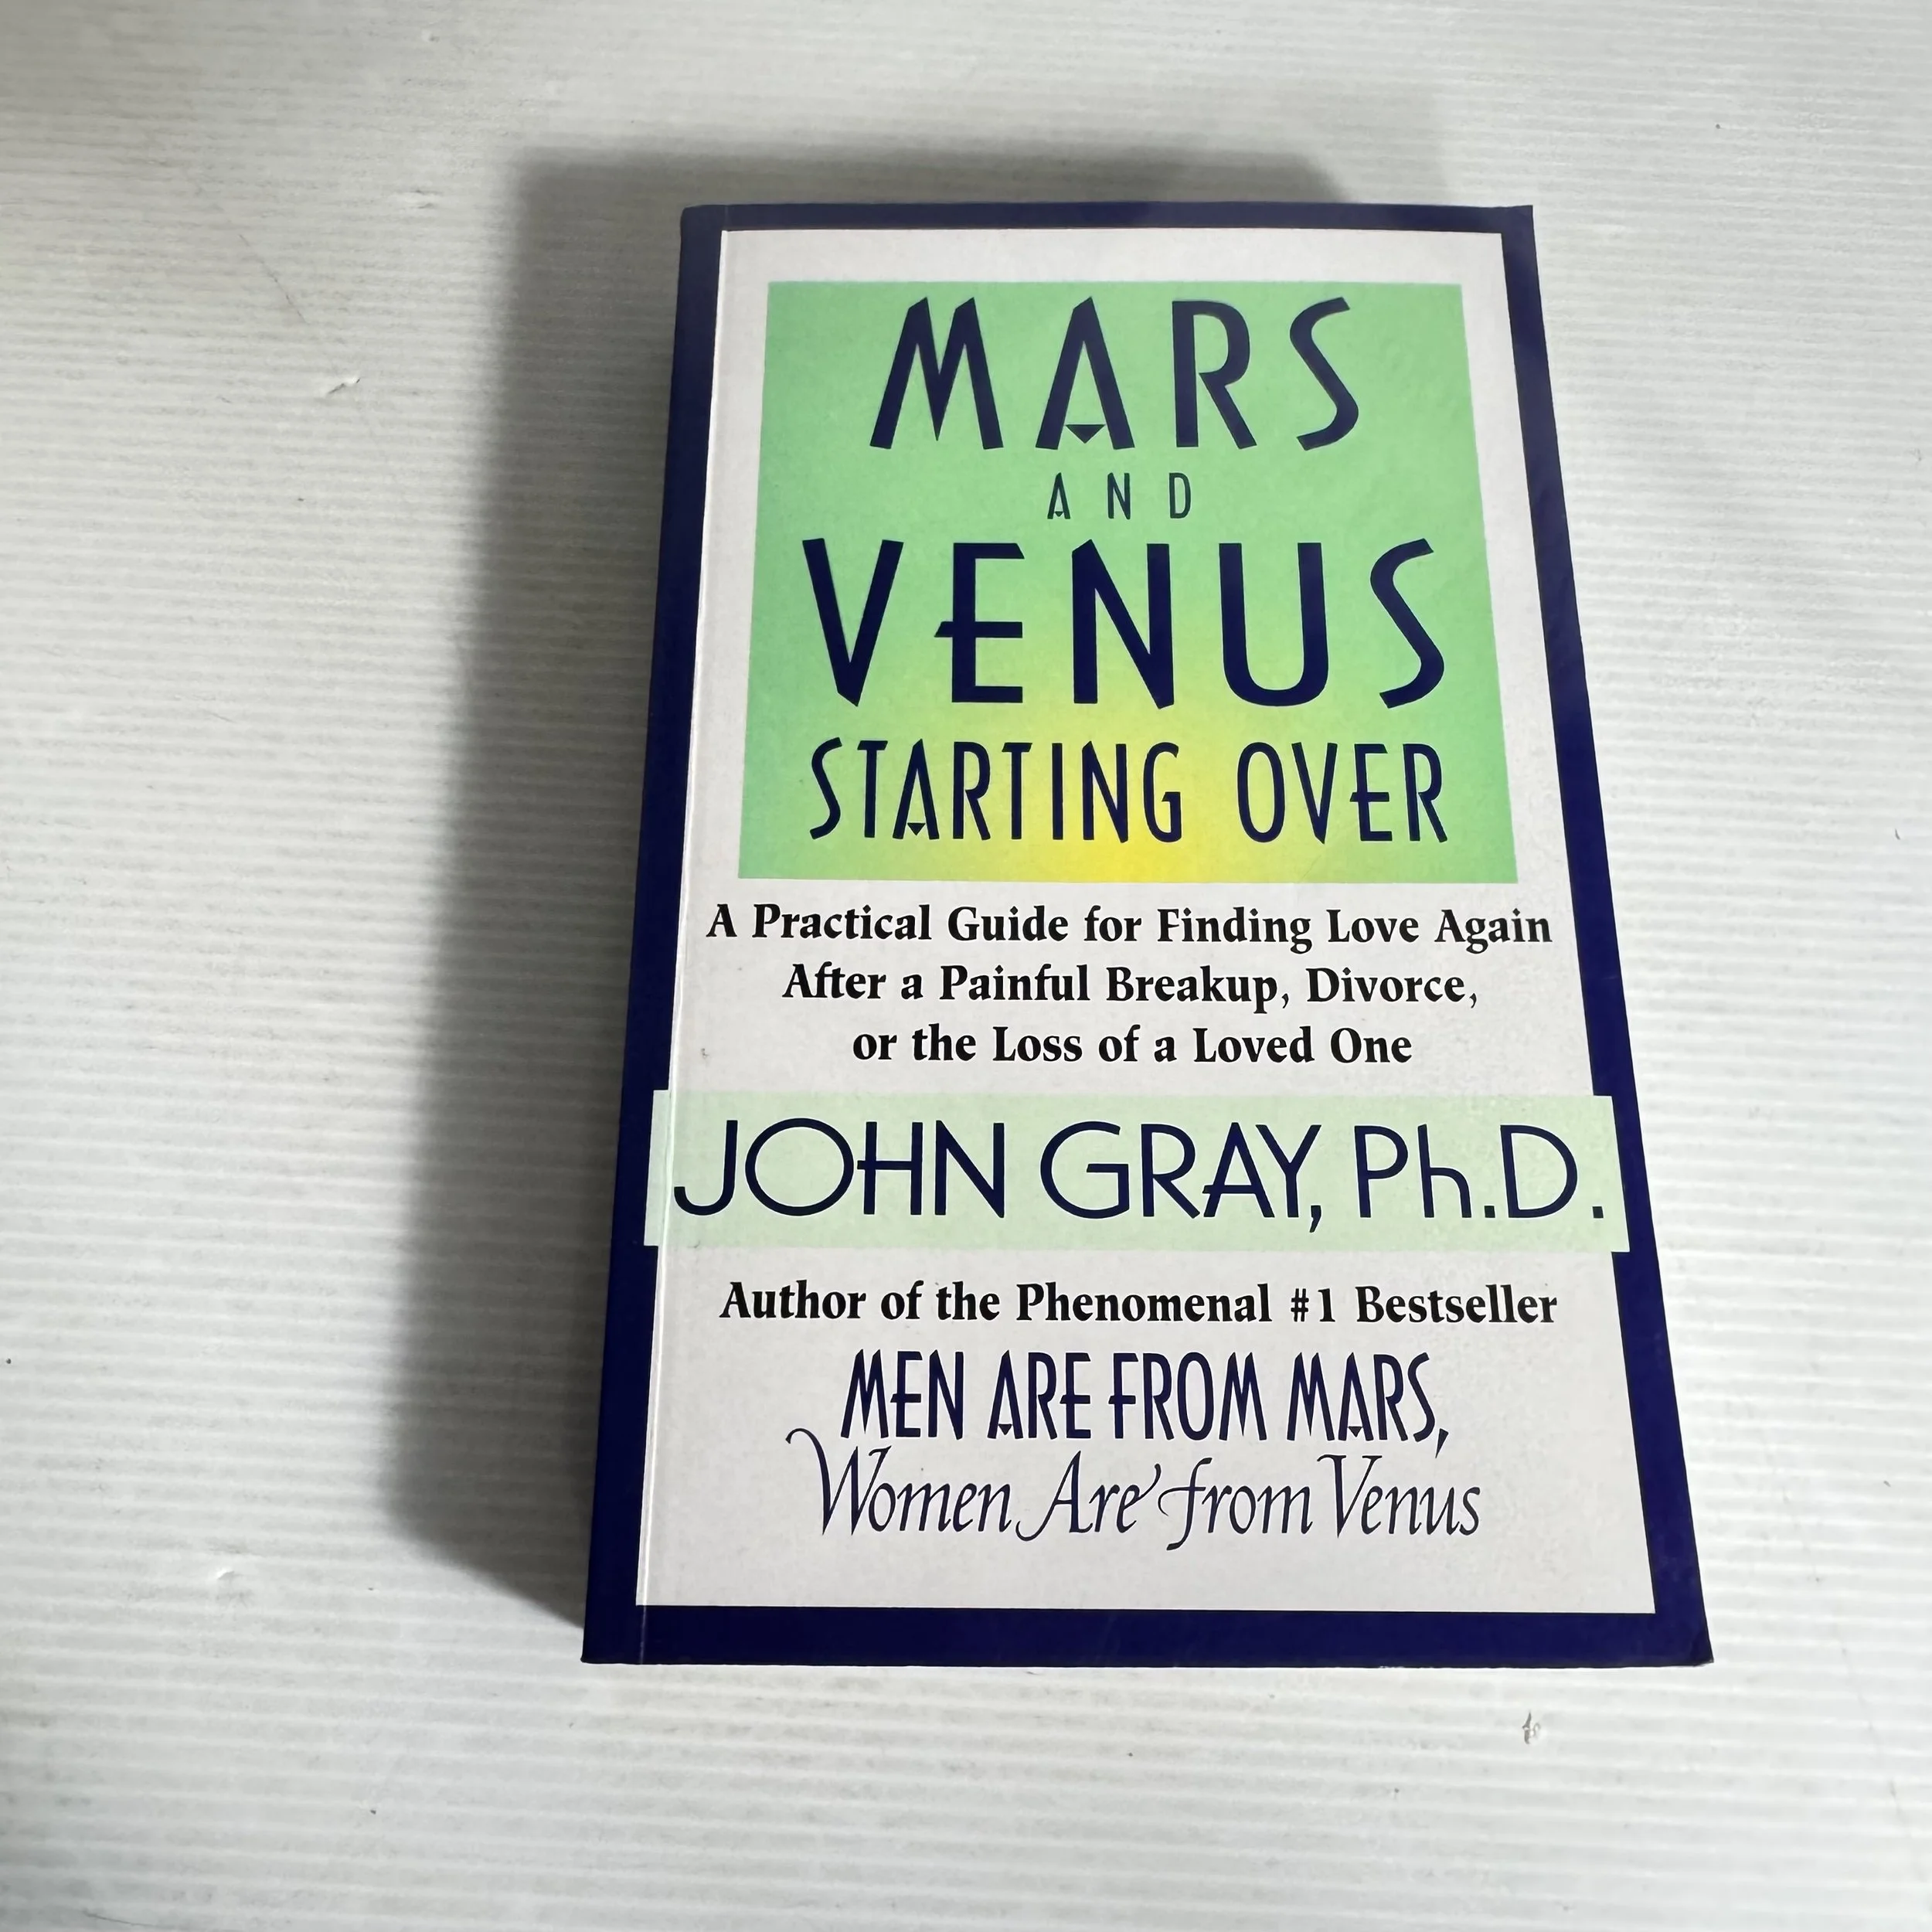 MARS
AND
VENUS
STARTING OVER
A Practical Guide for Finding Love Again
After a Painful Breakup, Divorce,
or the Loss of a Loved One
JOHN GRAY, Ph.D.
Author of the Phenomenal #1 Bestseller
MEN ARE FROM MARS,
Women Are from Venus